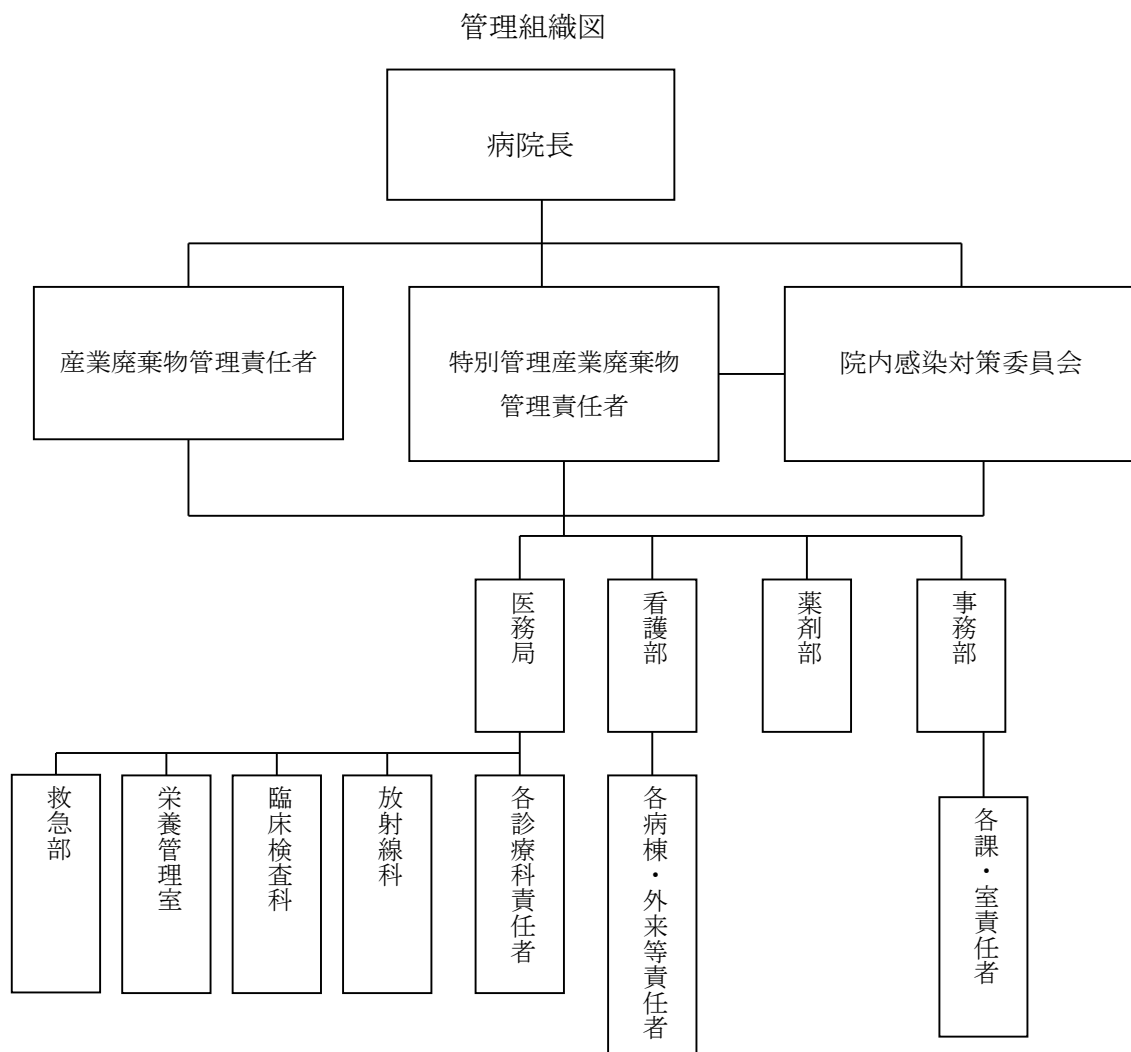 管理組織図
病院長
産業廃棄物管理責任者
特別管理産業廃棄物
管理責任者
院内感染対策委員会
医務局
看護部
薬剤部
事務部
救急部
栄養管理室
臨床検査科
放射線科
各診療科責任者
各病棟・外来等責任者
各課・室責任者